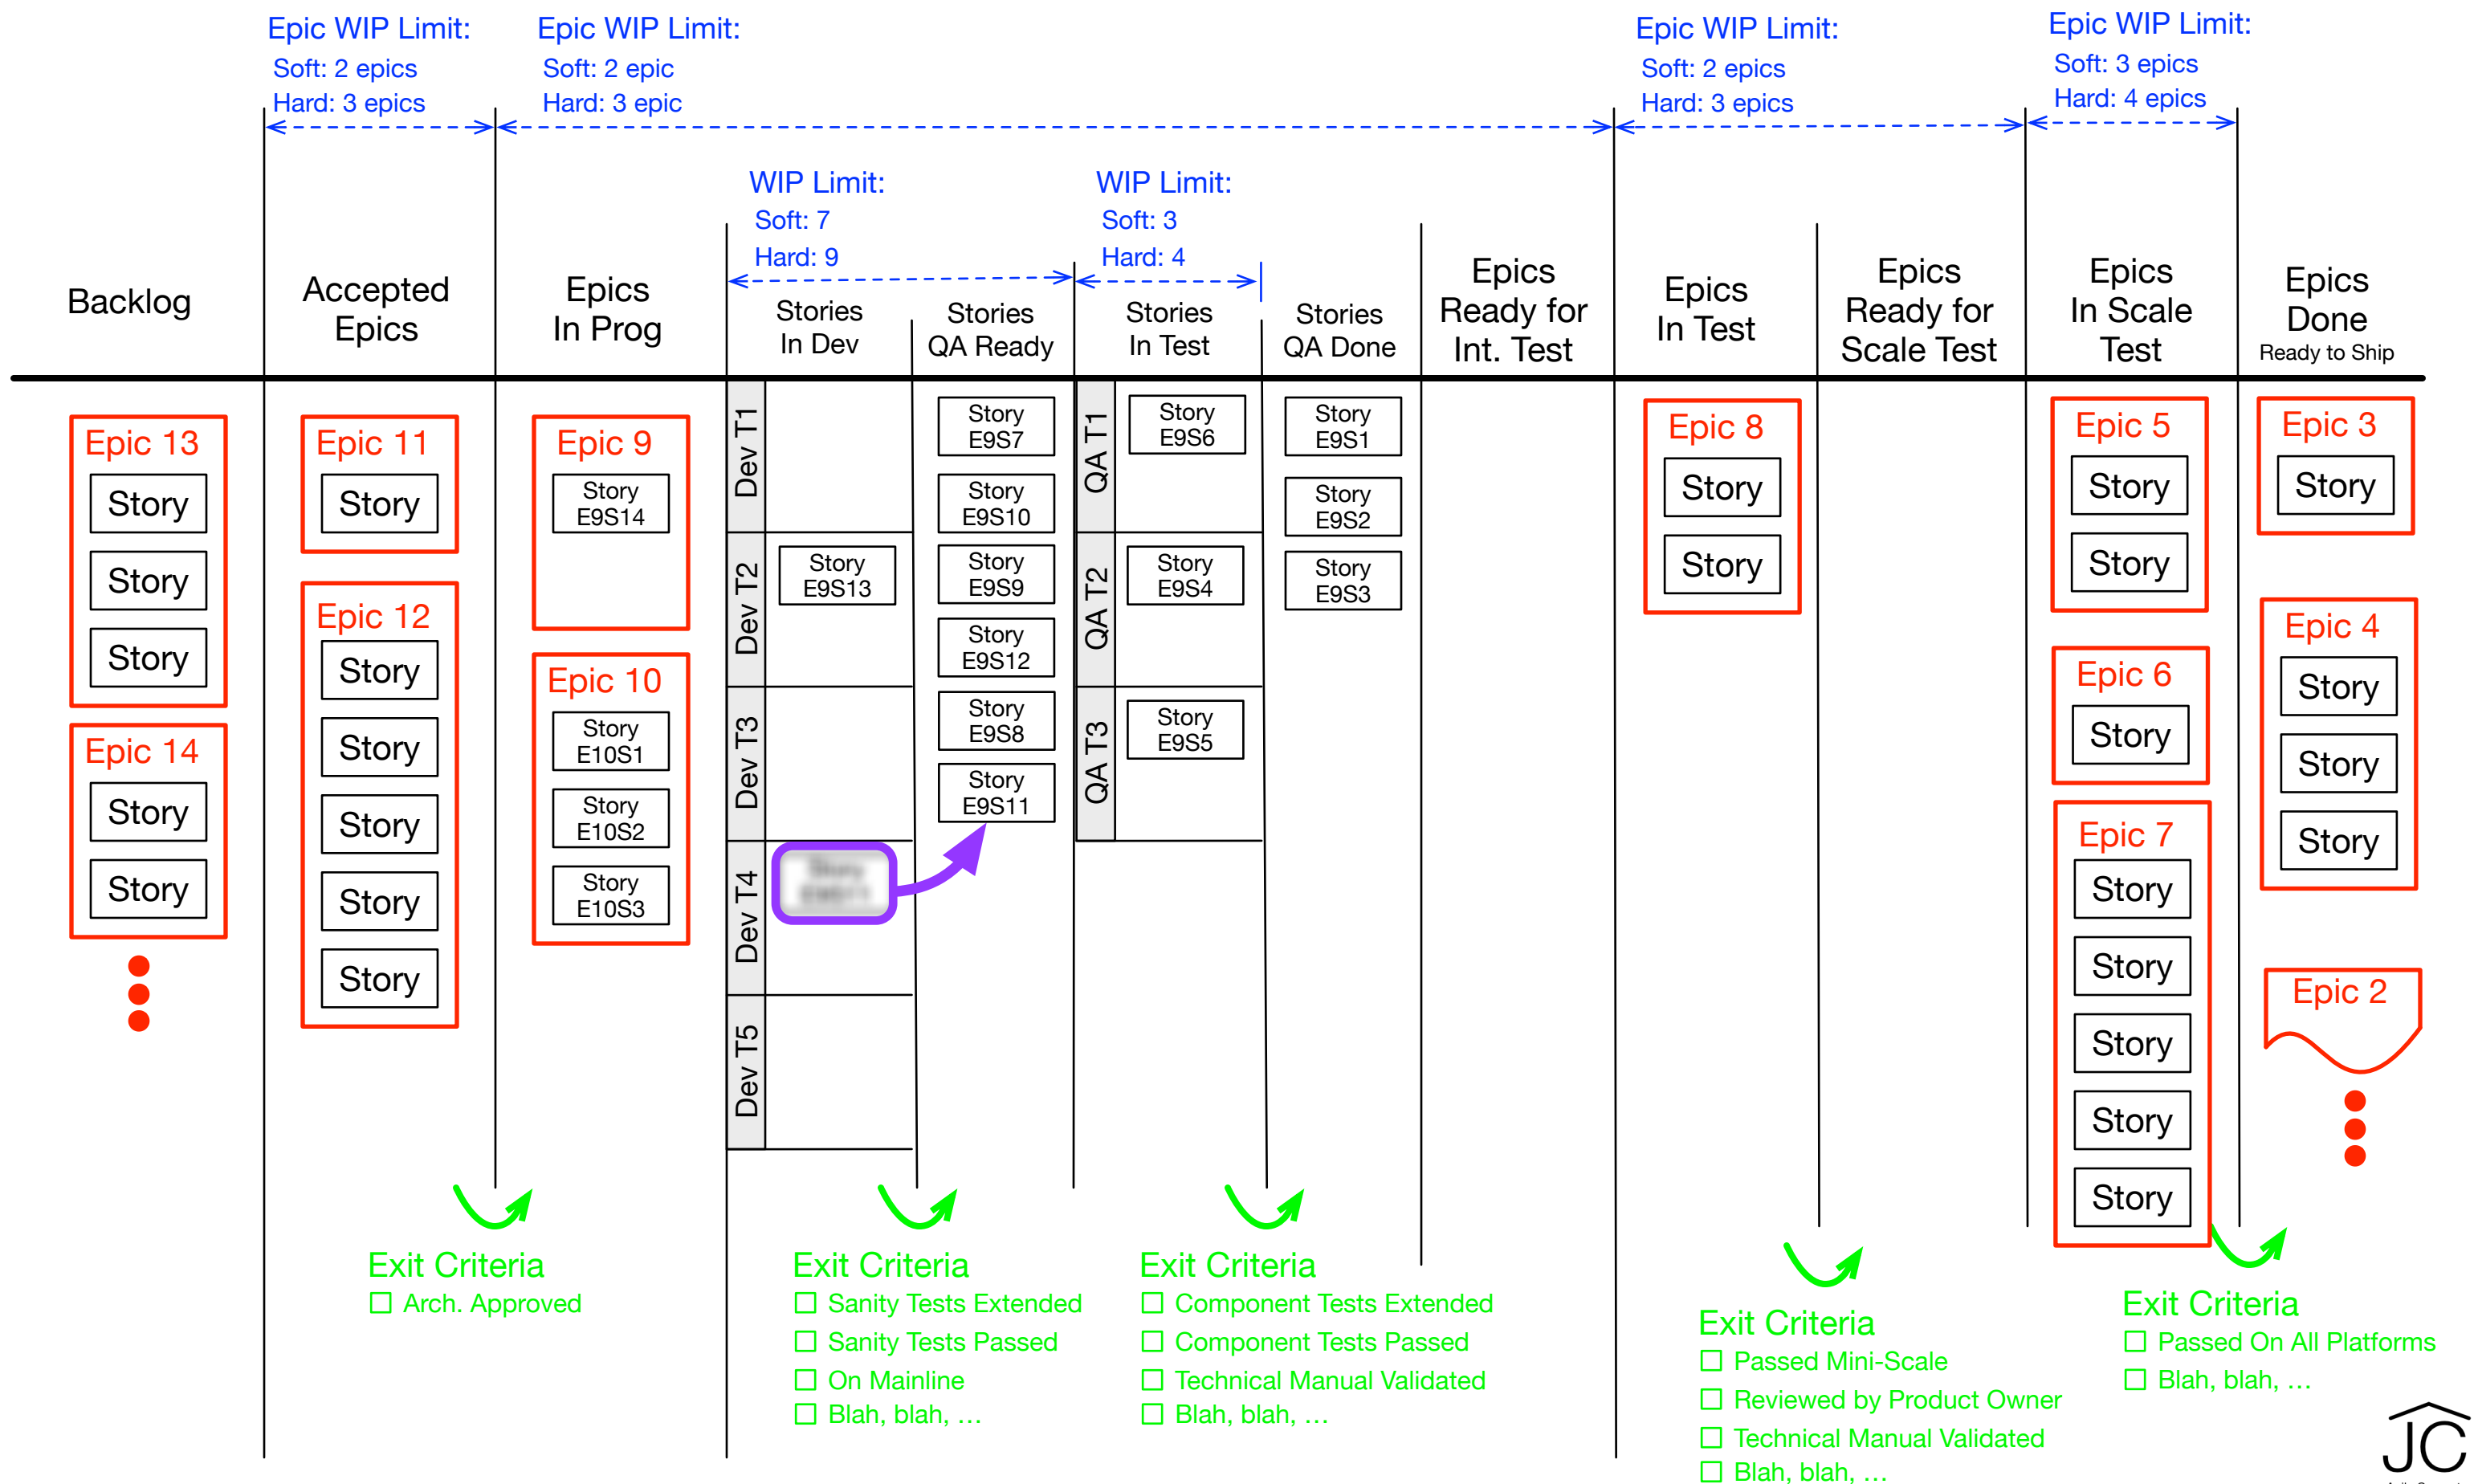 Epic WIP Limit:
Soft: 2 epics
Hard: 3 epics
Epic WIP Limit:
Soft: 2 epic
Hard: 3 epic
Epic WIP Limit:
Soft: 2 epics
Hard: 3 epics
Epic WIP Limit:
Soft: 3 epics
Hard: 4 epics
WIP Limit:
Soft: 7
Hard: 9
WIP Limit:
Soft: 3
Hard: 4
Backlog
Accepted
Epics
Epics
In Prog
Stories
In Dev
Stories
QA Ready
Stories
In Test
Stories
QA Done
Epics
Ready for
Int. Test
Epics
In Test
Epics
Ready for
Scale Test
Epics
In Scale
Test
Epics
Done
Ready to Ship
Epic 13
Story
Story
Story
Epic 14
Story
Story
Epic 11
Story
Epic 12
Story
Story
Story
Story
Story
Epic 9
Story
E9S14
Epic 10
Story
E10S1
Story
E10S2
Story
E10S3
Dev T1
Dev T2
Dev T3
Dev T4
Dev T5
Story
E9S13
Story
E9S7
Story
E9S10
Story
E9S9
Story
E9S12
Story
E9S8
Story
E9S11
QA T1
QA T2
QA T3
Story
E9S6
Story
E9S4
Story
E9S5
Story
E9S1
Story
E9S2
Story
E9S3
Epic 8
Story
Story
Epic 5
Story
Story
Epic 6
Story
Epic 7
Story
Story
Story
Story
Story
Epic 3
Story
Epic 4
Story
Story
Story
Epic 2
Exit Criteria
Arch. Approved
Exit Criteria
Sanity Tests Extended
Sanity Tests Passed
On Mainline
Blah, blah, …
Exit Criteria
Component Tests Extended
Component Tests Passed
Technical Manual Validated
Blah, blah, …
Exit Criteria
Passed Mini-Scale
Reviewed by Product Owner
Technical Manual Validated
Blah, blah, …
Exit Criteria
Passed On All Platforms
Blah, blah, …
JC